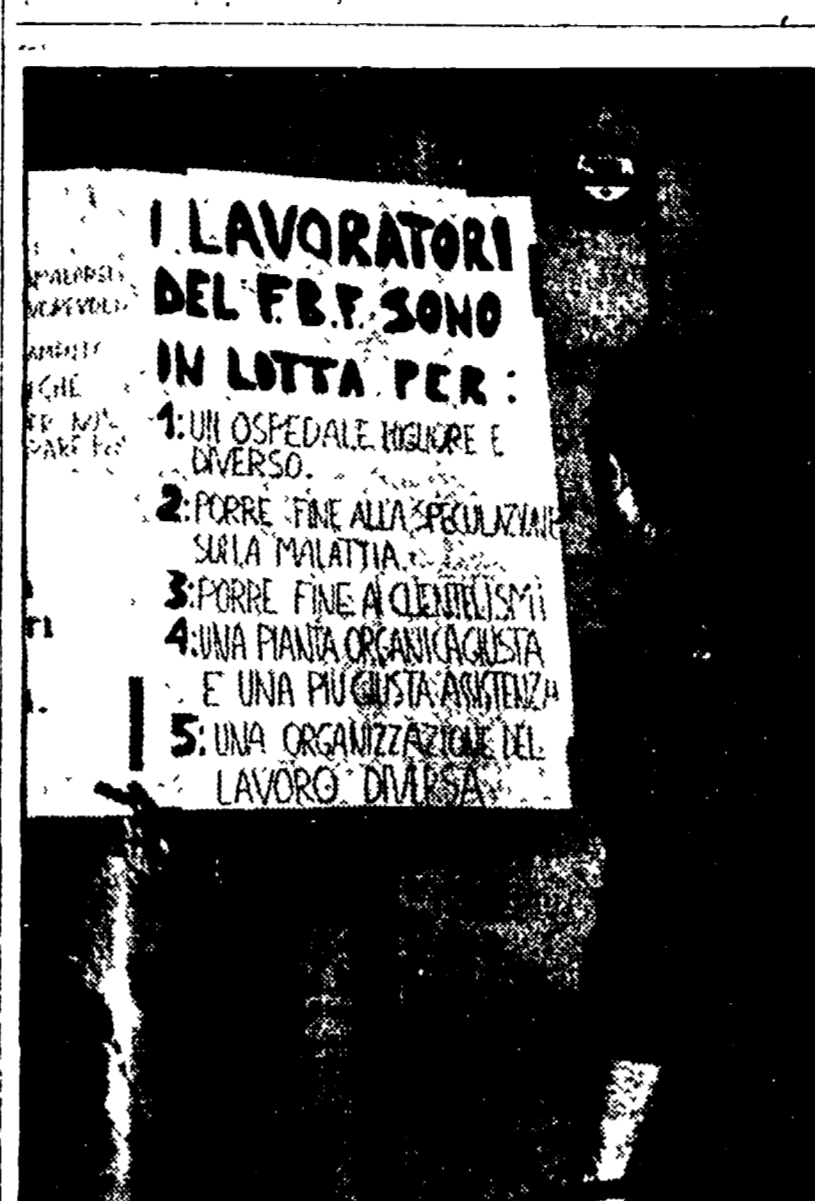 I LAVORATORI
DEL F.B.F. SONO
IN LOTTA PER:
1: UN OSPEDALE MIGLIORE E
DIVERSO.
2: PORRE FINE ALLA SPECULAZIONE
SULLA MALATTIA.
3: PORRE FINE AI CLIENTELISMI
4: UNA PIANTA ORGANICA GIUSTA
E UNA PIÙ GIUSTA ASSISTENZA
5: UNA ORGANIZZAZIONE DEL
LAVORO DIVERSA